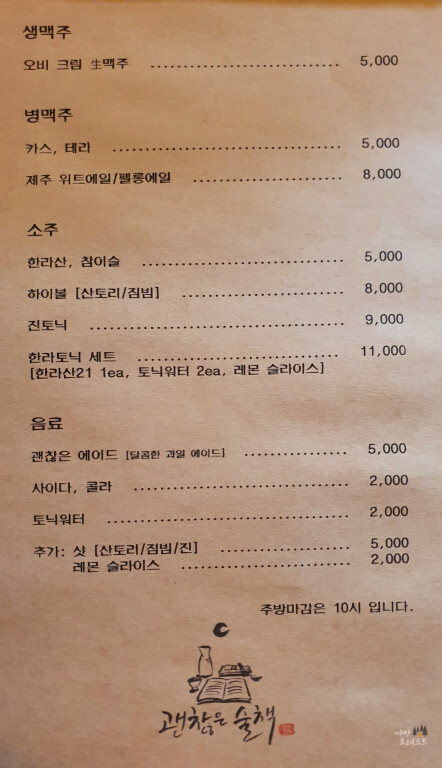 생맥주
오비 크림 生맥주 ............................ 5,000
병맥주
카스, 테라 .................................. 5,000
제주 위트에일/펠롱에일 ...................... 8,000
소주
한라산, 참이슬 .............................. 5,000
하이볼 [산토리/짐빔] ........................ 8,000
진토닉 ...................................... 9,000
한라토닉 세트 .............................. 11,000
[한라산21 1ea, 토닉워터 2ea, 레몬 슬라이스]
음료
괜찮은 에이드 [달콤한 과일 에이드] ................ 5,000
사이다, 콜라 ................................ 2,000
토닉워터 .................................... 2,000
추가: 샷 [산토리/짐빔/진] ................... 5,000
레몬 슬라이스 ......................... 2,000
주방마감은 10시 입니다.
괜찮은 술책